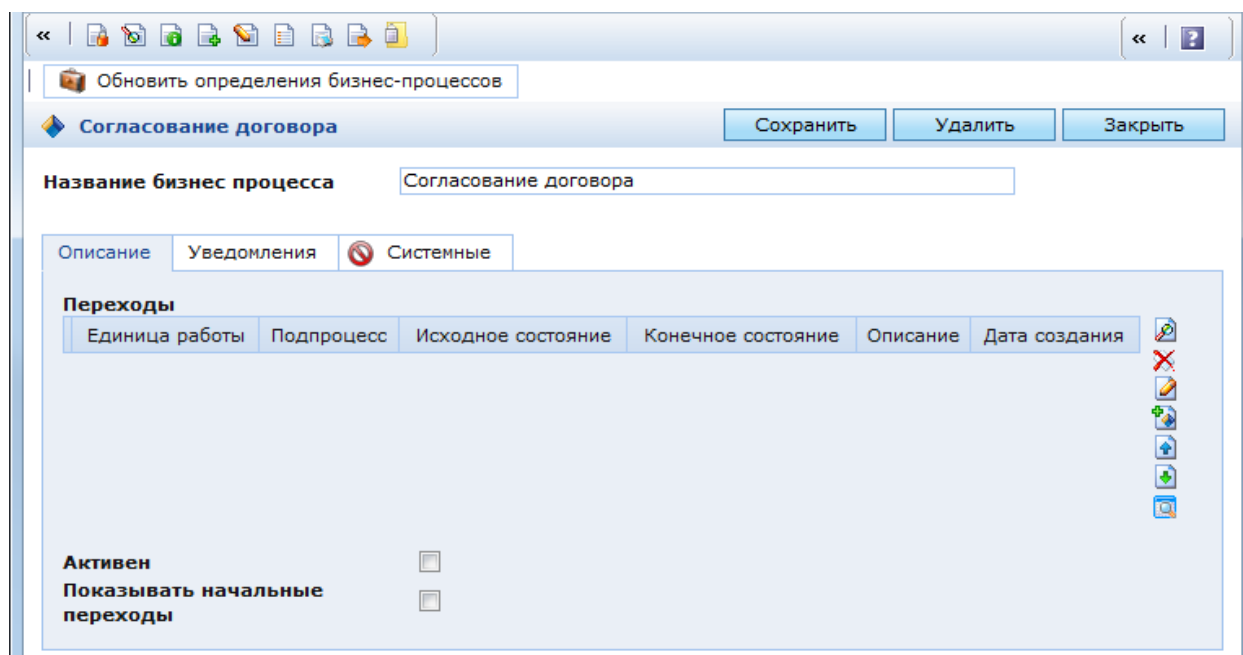 «
« ?
Обновить определения бизнес-процессов
Согласование договора Сохранить Удалить Закрыть
Название бизнес процесса Согласование договора
Описание Уведомления Системные
Переходы
Единица работы Подпроцесс Исходное состояние Конечное состояние Описание Дата создания
Активен
Показывать начальные
переходы